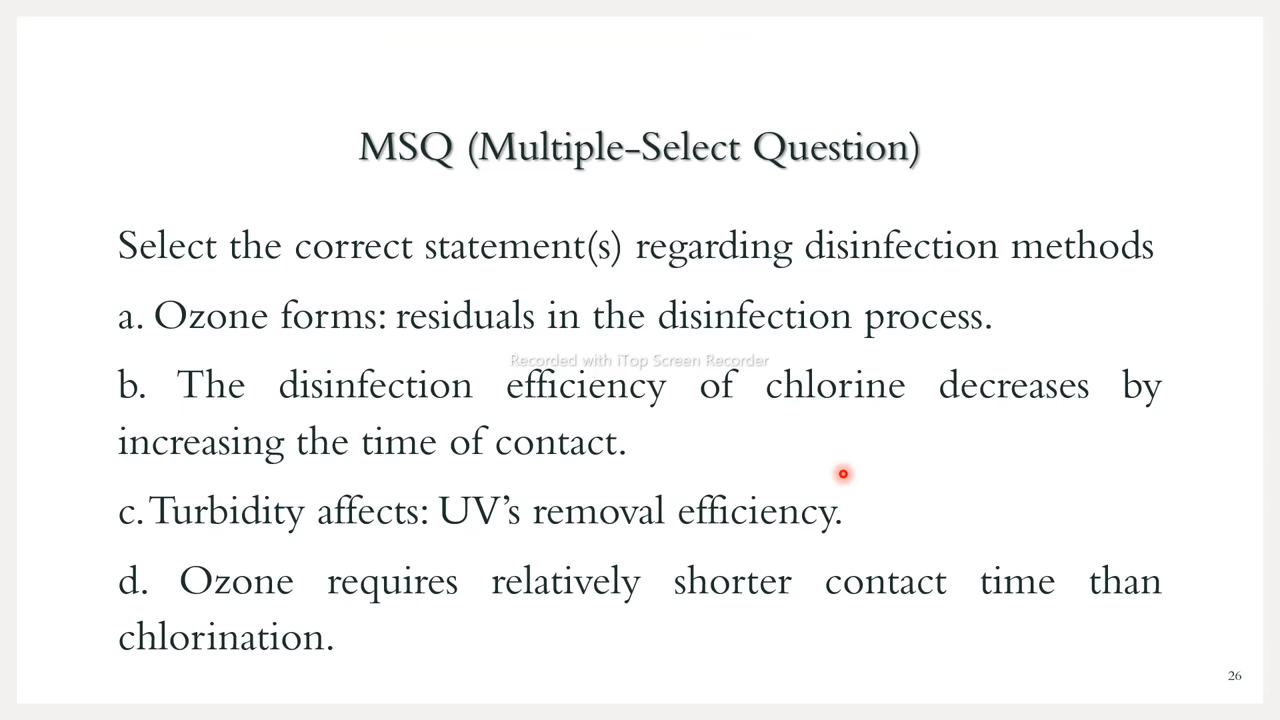 MSQ (Multiple-Select Question)
Select the correct statement(s) regarding disinfection methods
a. Ozone forms: residuals in the disinfection process.
Recorded with iTop Screen Recorder
b. The disinfection efficiency of chlorine decreases by
increasing the time of contact.
c. Turbidity affects: UV’s removal efficiency.
d. Ozone requires relatively shorter contact time than
chlorination.
26